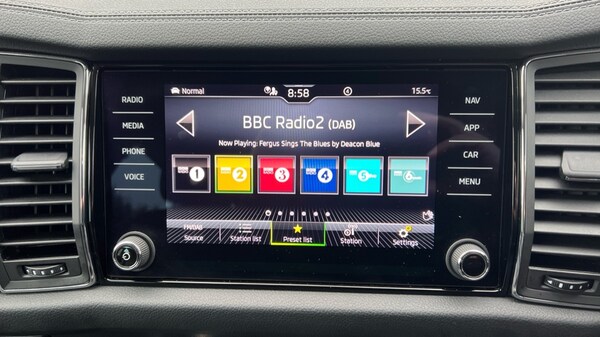 RADIO
MEDIA
PHONE
VOICE
Normal
8:58
15.5°C
BBC Radio2 (DAB)
Now Playing: Fergus Sings The Blues by Deacon Blue
1
2
3
4
5
6
FM/DAB
Source
Station list
Preset list
Station
Settings
NAV
APP
CAR
MENU